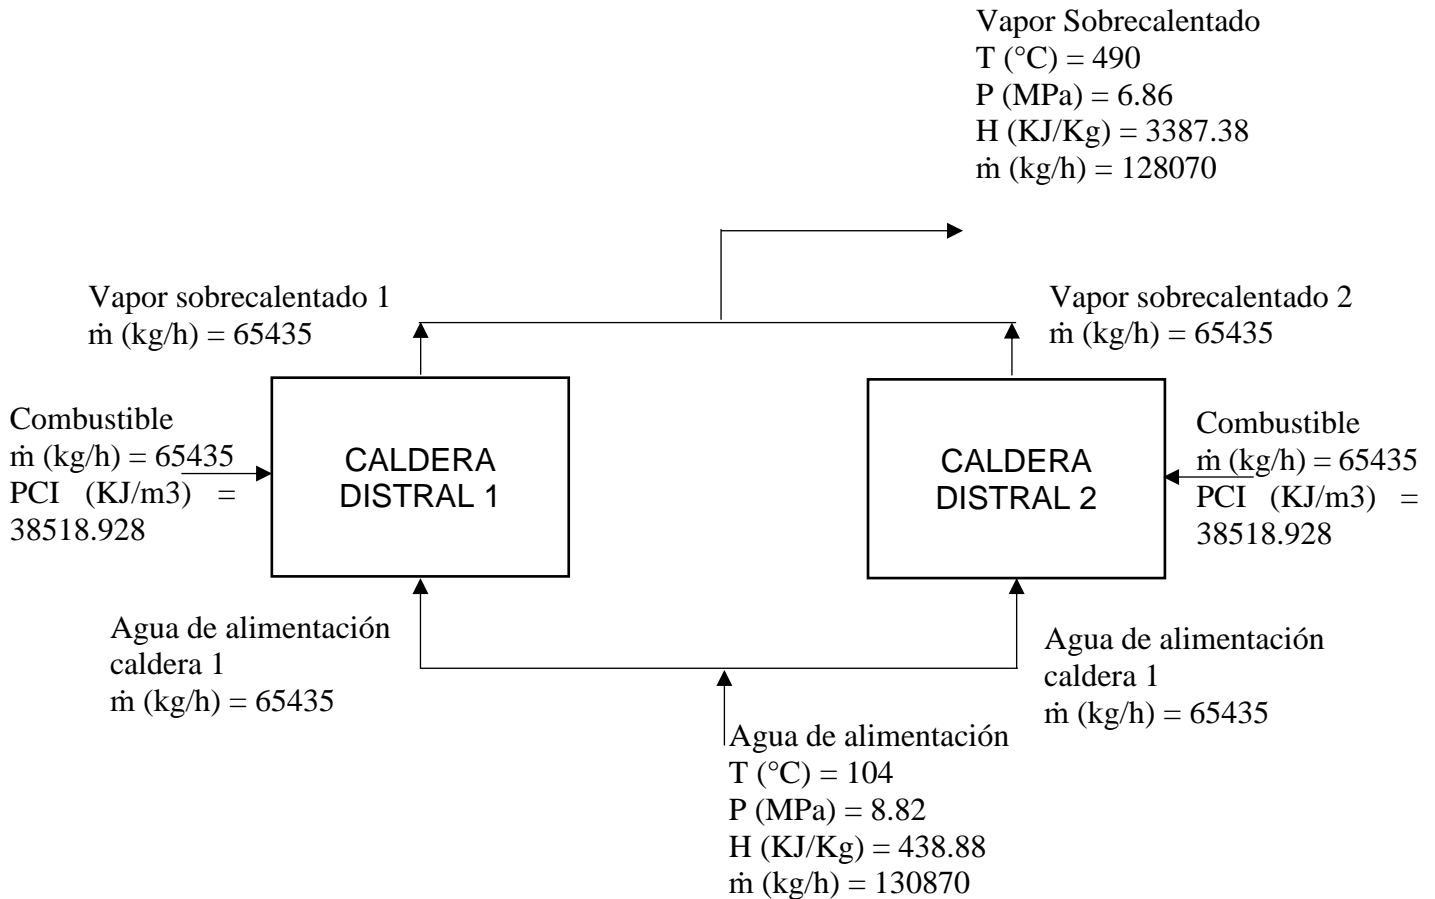 Vapor Sobrecalentado
T (°C) = 490
P (MPa) = 6.86
H (KJ/Kg) = 3387.38
ṁ (kg/h) = 128070
Vapor sobrecalentado 1
ṁ (kg/h) = 65435
Vapor sobrecalentado 2
ṁ (kg/h) = 65435
Combustible
ṁ (kg/h) = 65435
PCI (KJ/m3) =
38518.928
CALDERA
DISTRAL 1
CALDERA
DISTRAL 2
Combustible
ṁ (kg/h) = 65435
PCI (KJ/m3) =
38518.928
Agua de alimentación
caldera 1
ṁ (kg/h) = 65435
Agua de alimentación
caldera 1
ṁ (kg/h) = 65435
Agua de alimentación
T (°C) = 104
P (MPa) = 8.82
H (KJ/Kg) = 438.88
ṁ (kg/h) = 130870